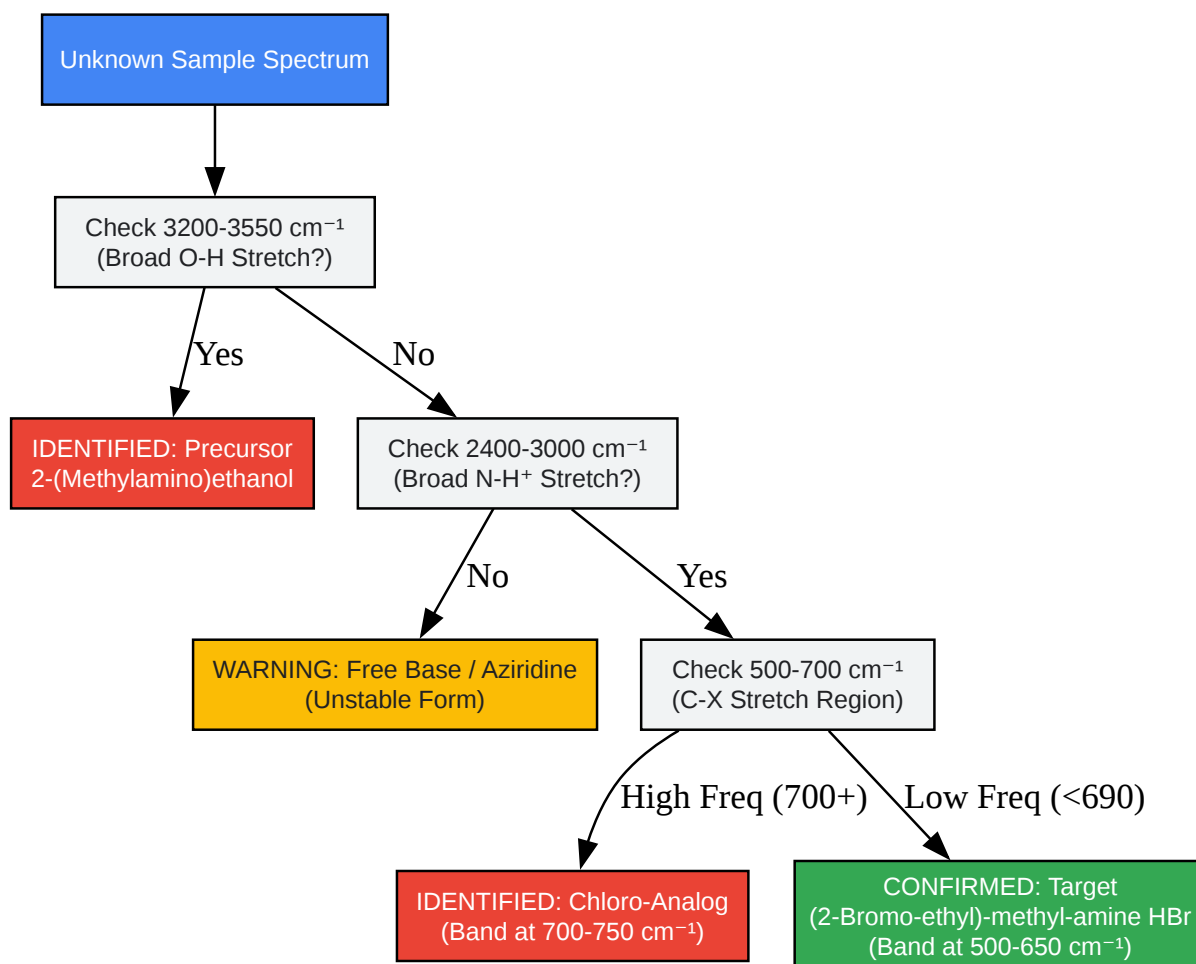 Unknown Sample Spectrum
Check 3200-3550 cm⁻¹
(Broad O-H Stretch?)
Yes
No
IDENTIFIED: Precursor
2-(Methylamino)ethanol
Check 2400-3000 cm⁻¹
(Broad N-H⁺ Stretch?)
No
Yes
WARNING: Free Base / Aziridine
(Unstable Form)
Check 500-700 cm⁻¹
(C-X Stretch Region)
High Freq (700+)
Low Freq (<690)
IDENTIFIED: Chloro-Analog
(Band at 700-750 cm⁻¹)
CONFIRMED: Target
(2-Bromo-ethyl)-methyl-amine HBr
(Band at 500-650 cm⁻¹)